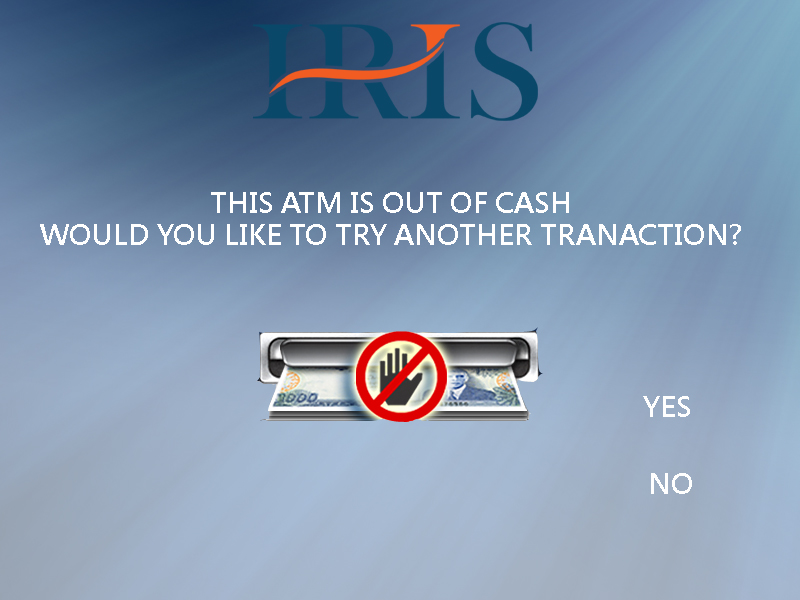 IRIS
THIS ATM IS OUT OF CASH
WOULD YOU LIKE TO TRY ANOTHER TRANACTION?
YES
NO